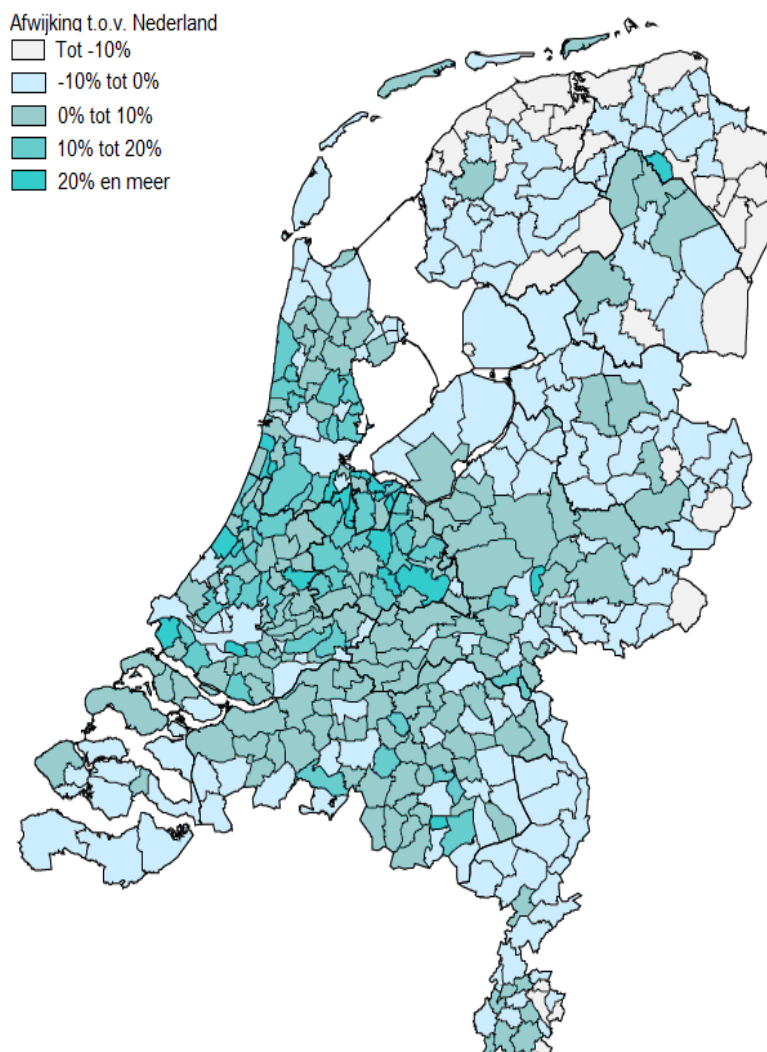 Afwijking t.o.v. Nederland
Tot -10%
-10% tot 0%
0% tot 10%
10% tot 20%
20% en meer